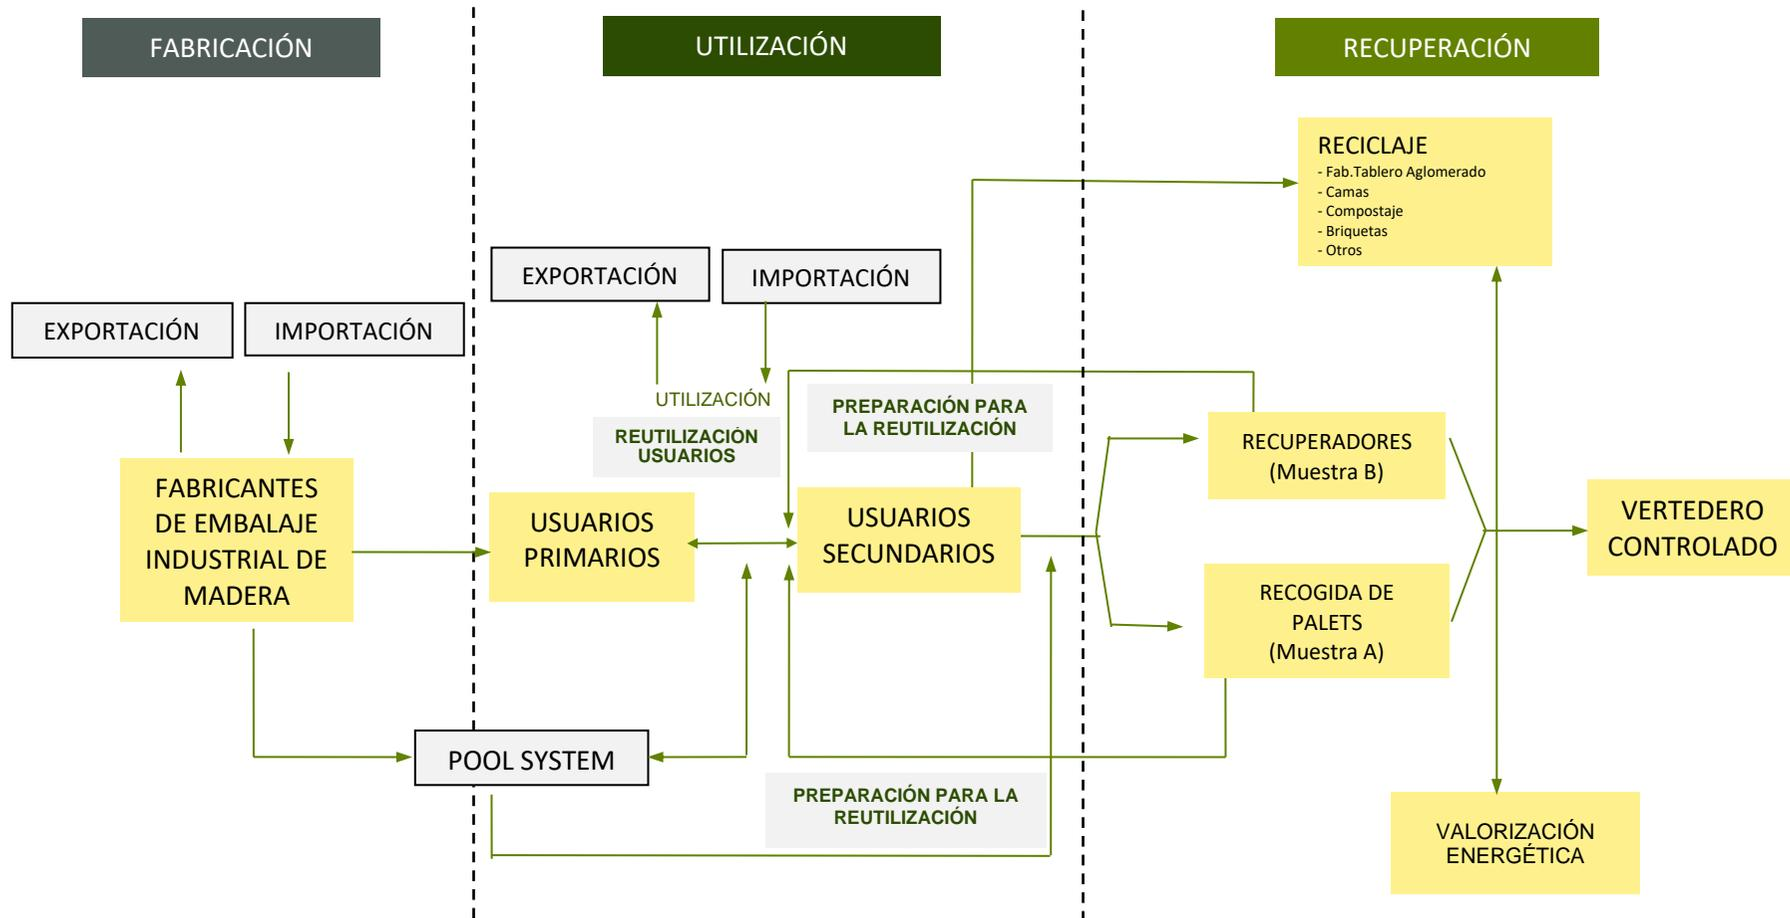 FABRICACIÓN
UTILIZACIÓN
RECUPERACIÓN
RECICLAJE
- Fab.Tablero Aglomerado
- Camas
- Compostaje
- Briquetas
- Otros
EXPORTACIÓN
IMPORTACIÓN
EXPORTACIÓN
IMPORTACIÓN
UTILIZACIÓN
REUTILIZACIÓN
USUARIOS
PREPARACIÓN PARA
LA REUTILIZACIÓN
RECUPERADORES
(Muestra B)
FABRICANTES
DE EMBALAJE
INDUSTRIAL DE
MADERA
USUARIOS
PRIMARIOS
USUARIOS
SECUNDARIOS
VERTEDERO
CONTROLADO
RECOGIDA DE
PALETS
(Muestra A)
POOL SYSTEM
PREPARACIÓN PARA LA
REUTILIZACIÓN
VALORIZACIÓN
ENERGÉTICA